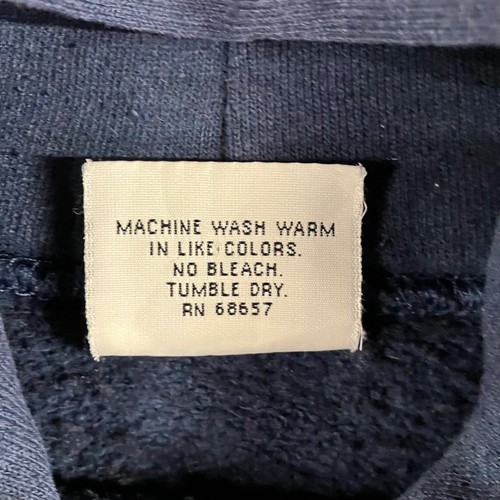 MACHINE WASH WARM
IN LIKE COLORS.
NO BLEACH.
TUMBLE DRY.
RN 68657